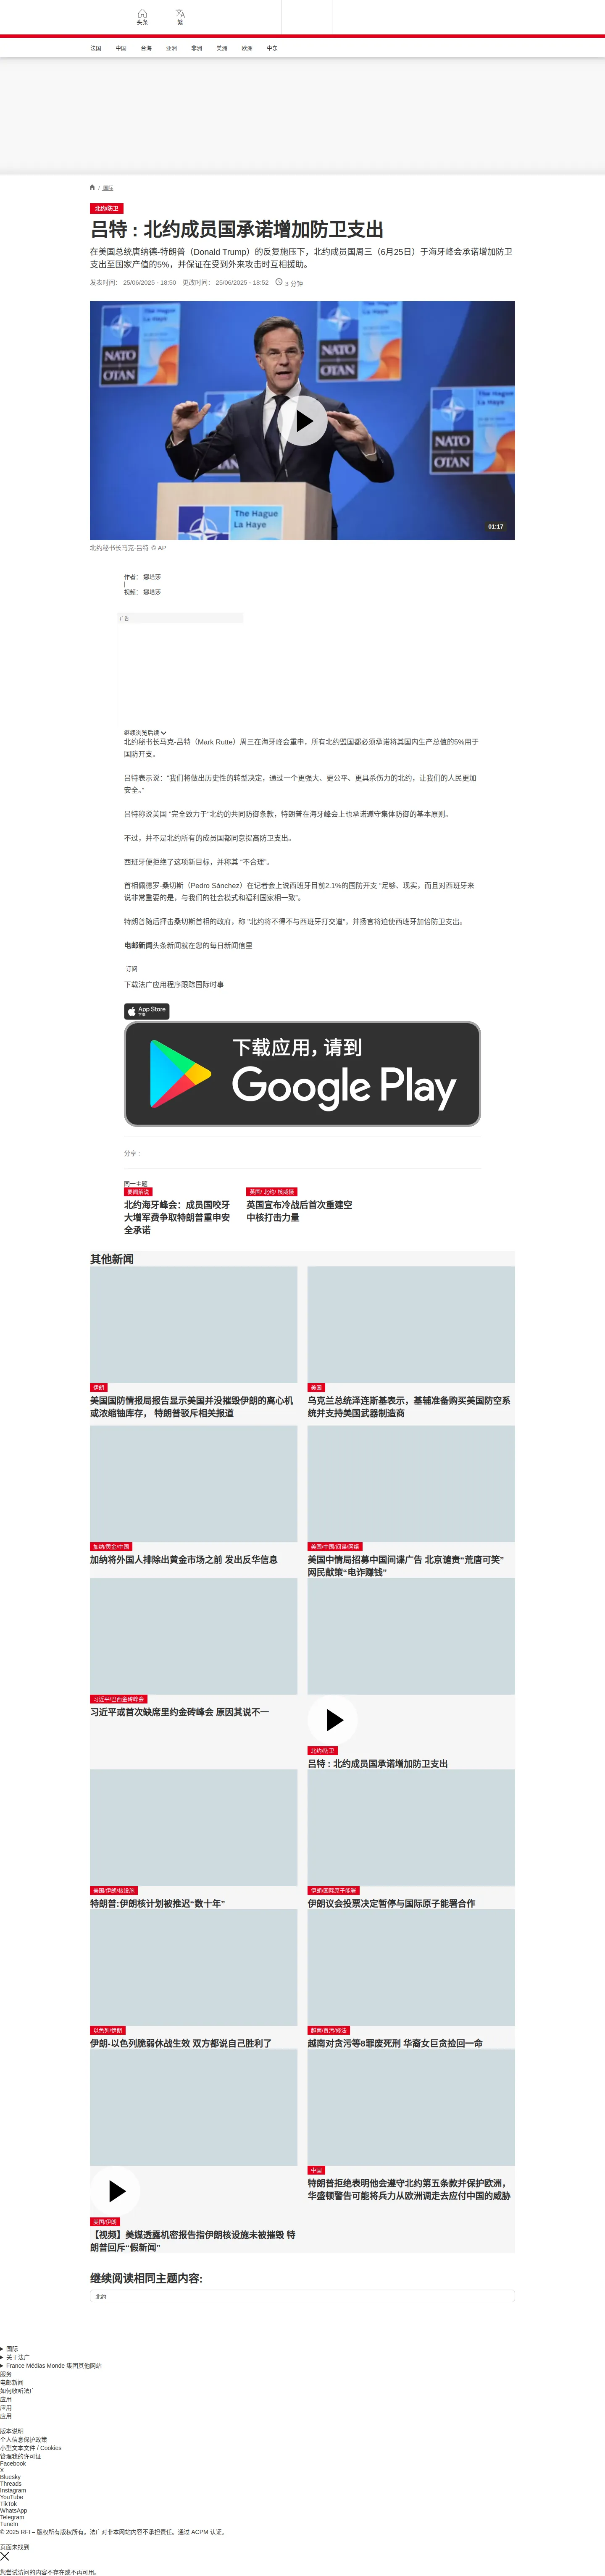 头条
繁
法国
中国
台海
亚洲
非洲
美洲
欧洲
中东
/ 国际
北约/防卫
吕特 : 北约成员国承诺增加防卫支出
在美国总统唐纳德-特朗普（Donald Trump）的反复施压下，北约成员国周三（6月25日）于海牙峰会承诺增加防卫
支出至国家产值的5%，并保证在受到外来攻击时互相援助。
发表时间： 25/06/2025 - 18:50 更改时间： 25/06/2025 - 18:52 3 分钟
NATO
OTAN
The Hague
La Haye
NATO
OTAN
The Hague
La Haye
01:17
北约秘书长马克-吕特 © AP
作者： 娜塔莎
|
视频： 娜塔莎
广告
继续浏览后续
北约秘书长马克-吕特（Mark Rutte）周三在海牙峰会重申，所有北约盟国都必须承诺将其国内生产总值的5%用于
国防开支。
吕特表示说：“我们将做出历史性的转型决定，通过一个更强大、更公平、更具杀伤力的北约，让我们的人民更加
安全。”
吕特称说美国 "完全致力于"北约的共同防御条款，特朗普在海牙峰会上也承诺遵守集体防御的基本原则。
不过，并不是北约所有的成员国都同意提高防卫支出。
西班牙便拒绝了这项新目标，并称其 “不合理”。
首相佩德罗-桑切斯（Pedro Sánchez）在记者会上说西班牙目前2.1%的国防开支 "足够、现实，而且对西班牙来
说非常重要的是，与我们的社会模式和福利国家相一致"。
特朗普随后抨击桑切斯首相的政府，称 "北约将不得不与西班牙打交道"，并扬言将迫使西班牙加倍防卫支出。
电邮新闻头条新闻就在您的每日新闻信里
订阅
下载法广应用程序跟踪国际时事
App Store
下载
下载应用，请到
Google Play
分享 :
同一主题
要闻解说
北约海牙峰会：成员国咬牙
大增军费争取特朗普重申安
全承诺
英国/ 北约/ 核威慑
英国宣布冷战后首次重建空
中核打击力量
其他新闻
伊朗
美国国防情报局报告显示美国并没摧毁伊朗的离心机
或浓缩铀库存， 特朗普驳斥相关报道
美国
乌克兰总统泽连斯基表示，基辅准备购买美国防空系
统并支持美国武器制造商
加纳/黄金/中国
加纳将外国人排除出黄金市场之前 发出反华信息
美国/中国/间谍/网络
美国中情局招募中国间谍广告 北京谴责“荒唐可笑”
网民献策“电诈赚钱”
习近平/巴西金砖峰会
习近平或首次缺席里约金砖峰会 原因其说不一
北约/防卫
吕特 : 北约成员国承诺增加防卫支出
美国/伊朗/核设施
特朗普:伊朗核计划被推迟“数十年”
伊朗/国际原子能署
伊朗议会投票决定暂停与国际原子能署合作
以色列/伊朗
伊朗-以色列脆弱休战生效 双方都说自己胜利了
越南/贪污/修法
越南对贪污等8罪废死刑 华裔女巨贪捡回一命
美国/伊朗
【视频】美媒透露机密报告指伊朗核设施未被摧毁 特
朗普回斥“假新闻”
中国
特朗普拒绝表明他会遵守北约第五条款并保护欧洲，
华盛顿警告可能将兵力从欧洲调走去应付中国的威胁
继续阅读相同主题内容:
北约
国际
关于法广
France Médias Monde 集团其他网站
服务
电邮新闻
如何收听法广
应用
应用
应用
版本说明
个人信息保护政策
小型文本文件 / Cookies
管理我的许可证
Facebook
X
Bluesky
Threads
Instagram
YouTube
TikTok
WhatsApp
Telegram
TuneIn
© 2025 RFI – 版权所有版权所有。法广对非本网站内容不承担责任。通过 ACPM 认证。
页面未找到
您尝试访问的内容不存在或不再可用。